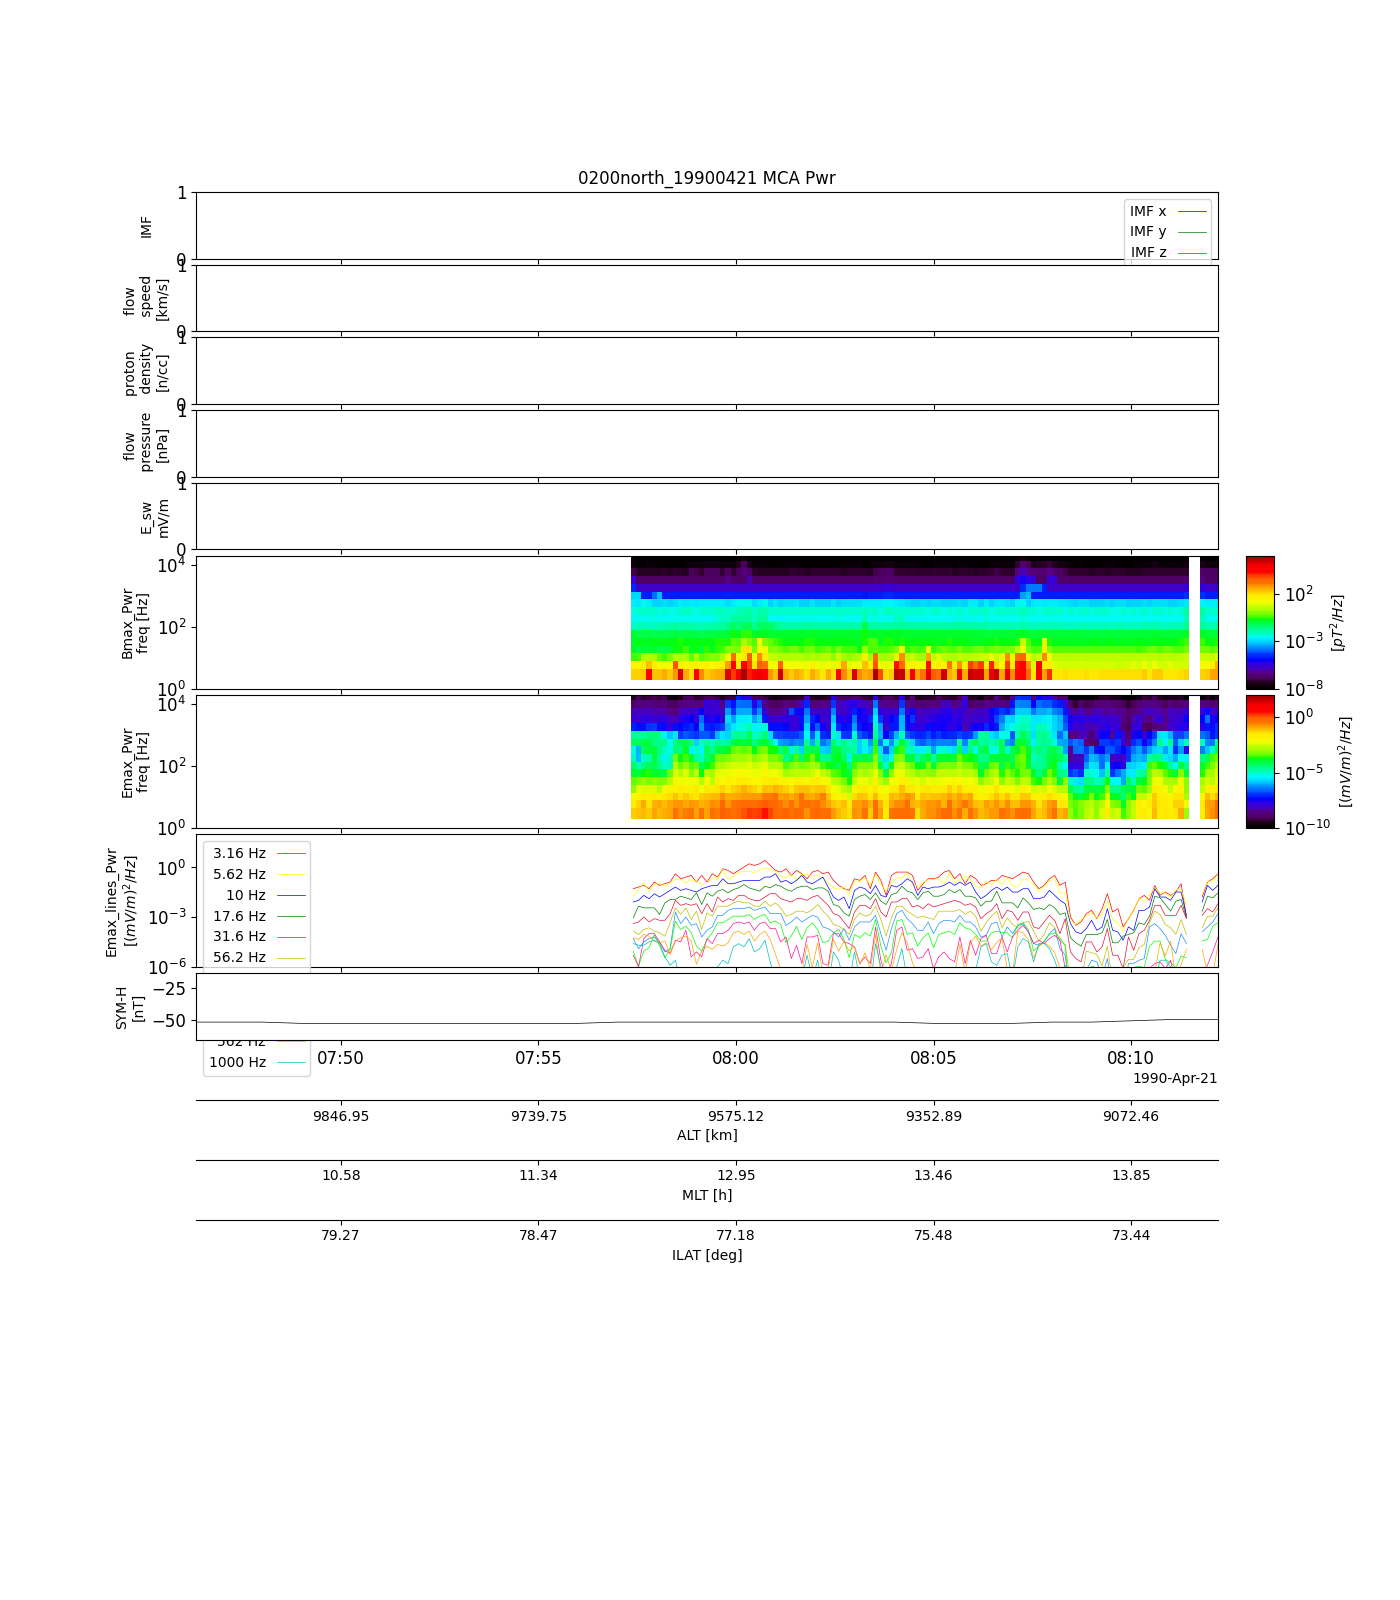 0200north_19900421 MCA Pwr
1
IMF
0
IMF x
IMF y
IMF z
1
flow
speed
[km/s]
0
1
proton
density
[n/cc]
0
1
flow
pressure
[nPa]
0
1
E_sw
mV/m
0
10^4
10^2
10^0
Bmax_Pwr
freq [Hz]
10^2
10^-3
10^-8
[pT^2/Hz]
10^4
10^2
10^0
Emax_Pwr
freq [Hz]
10^0
10^-5
10^-10
[(mV/m)^2/Hz]
Emax_lines_Pwr
[(mV/m)^2/Hz]
10^0
10^-3
10^-6
3.16 Hz
5.62 Hz
10 Hz
17.6 Hz
31.6 Hz
56.2 Hz
SYM-H
[nT]
−25
−50
562 Hz
1000 Hz
07:50 07:55 08:00 08:05 08:10
1990-Apr-21
9846.95 9739.75 9575.12 9352.89 9072.46
ALT [km]
10.58 11.34 12.95 13.46 13.85
MLT [h]
79.27 78.47 77.18 75.48 73.44
ILAT [deg]